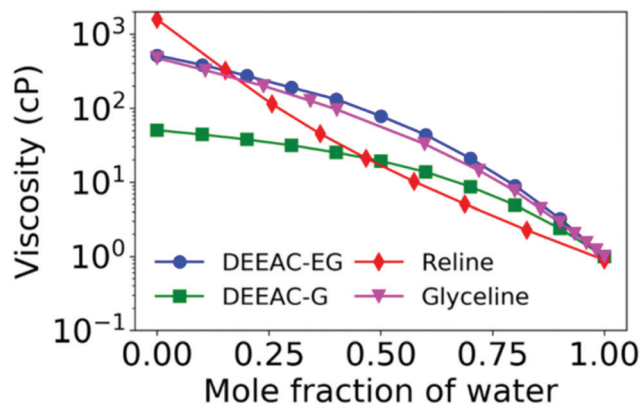 Viscosity (cP)
10³
10²
10¹
10⁰
10⁻¹
DEEAC-EG
Reline
DEEAC-G
Glyceline
0.00 0.25 0.50 0.75 1.00
Mole fraction of water